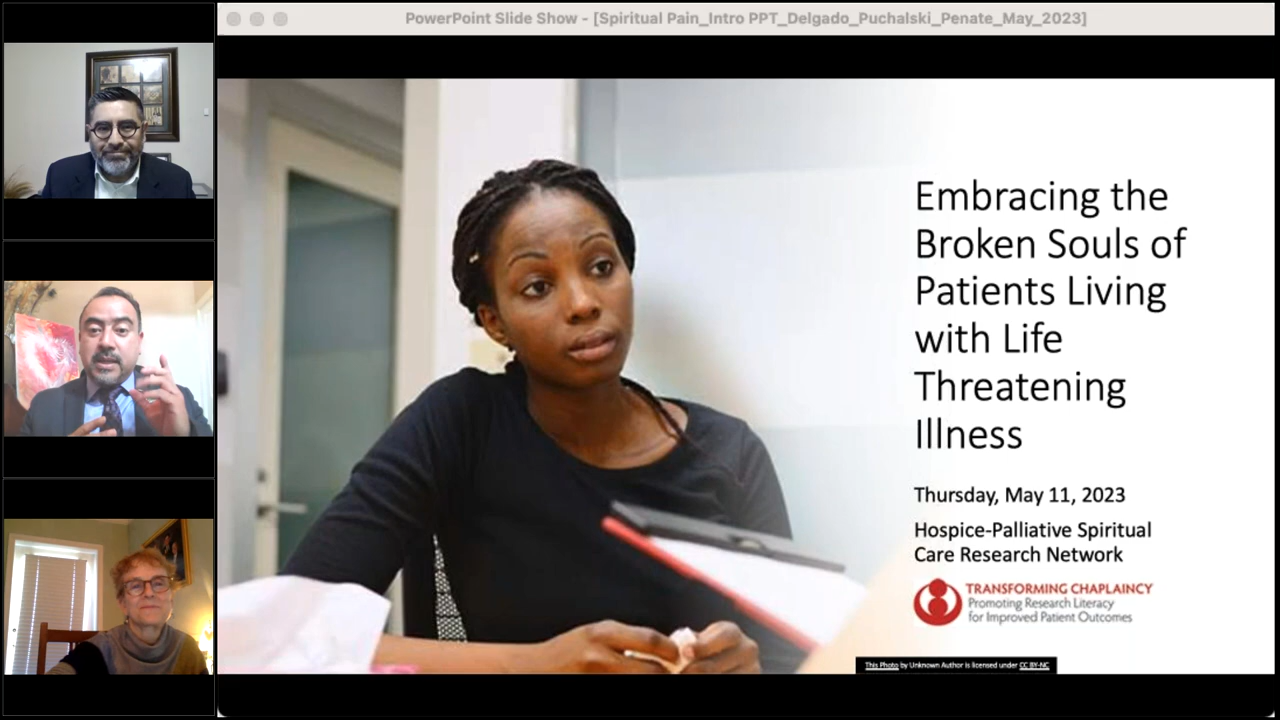 PowerPoint Slide Show - [Spiritual Pain_Intro PPT_Delgado_Puchalski_Penate_May_2023]
Embracing the
Broken Souls of
Patients Living
with Life
Threatening
Illness
Thursday, May 11, 2023
Hospice-Palliative Spiritual
Care Research Network
TRANSFORMING CHAPLAINCY
Promoting Research Literacy
for Improved Patient Outcomes
This Photo by Unknown Author is licensed under CC BY-NC